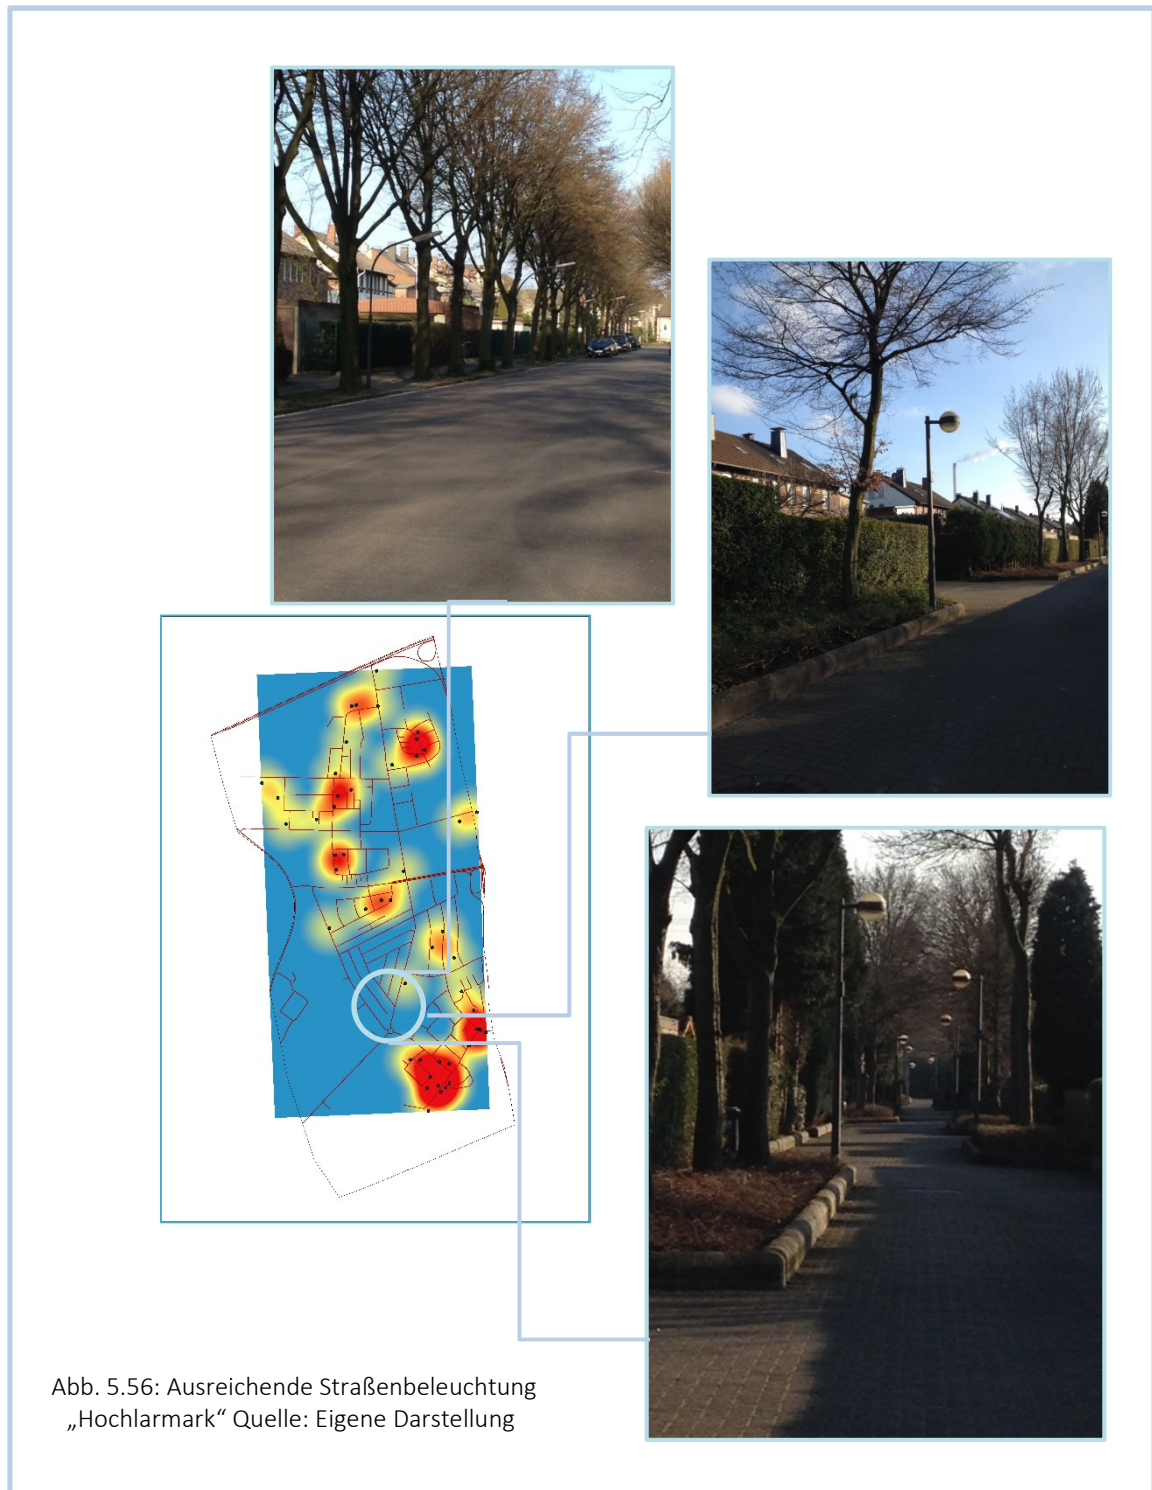 Abb. 5.56: Ausreichende Straßenbeleuchtung
„Hochlarmark“ Quelle: Eigene Darstellung